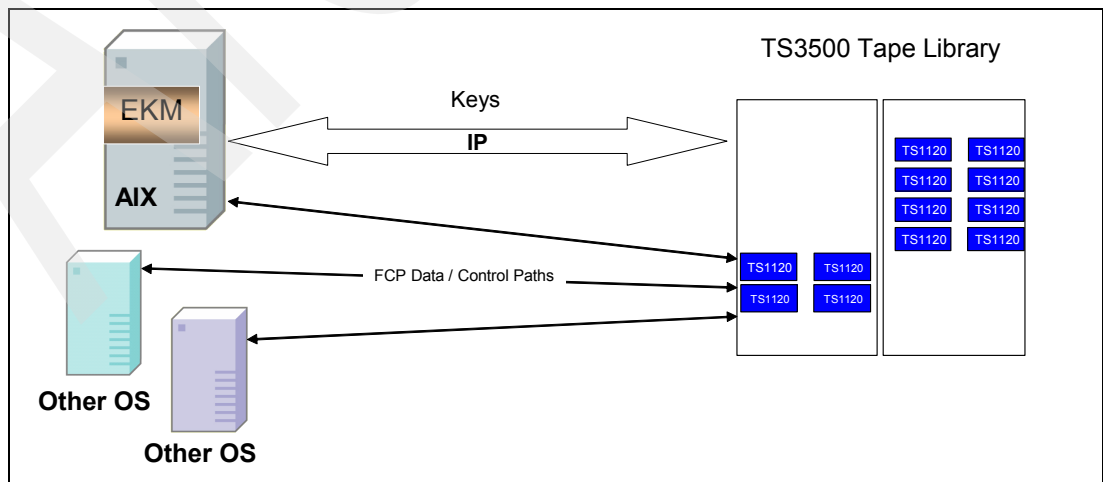 TS3500 Tape Library
Keys
IP
EKM
AIX
TS1120 TS1120
TS1120 TS1120
TS1120 TS1120
TS1120 TS1120
FCP Data / Control Paths
TS1120 TS1120
TS1120 TS1120
Other OS
Other OS